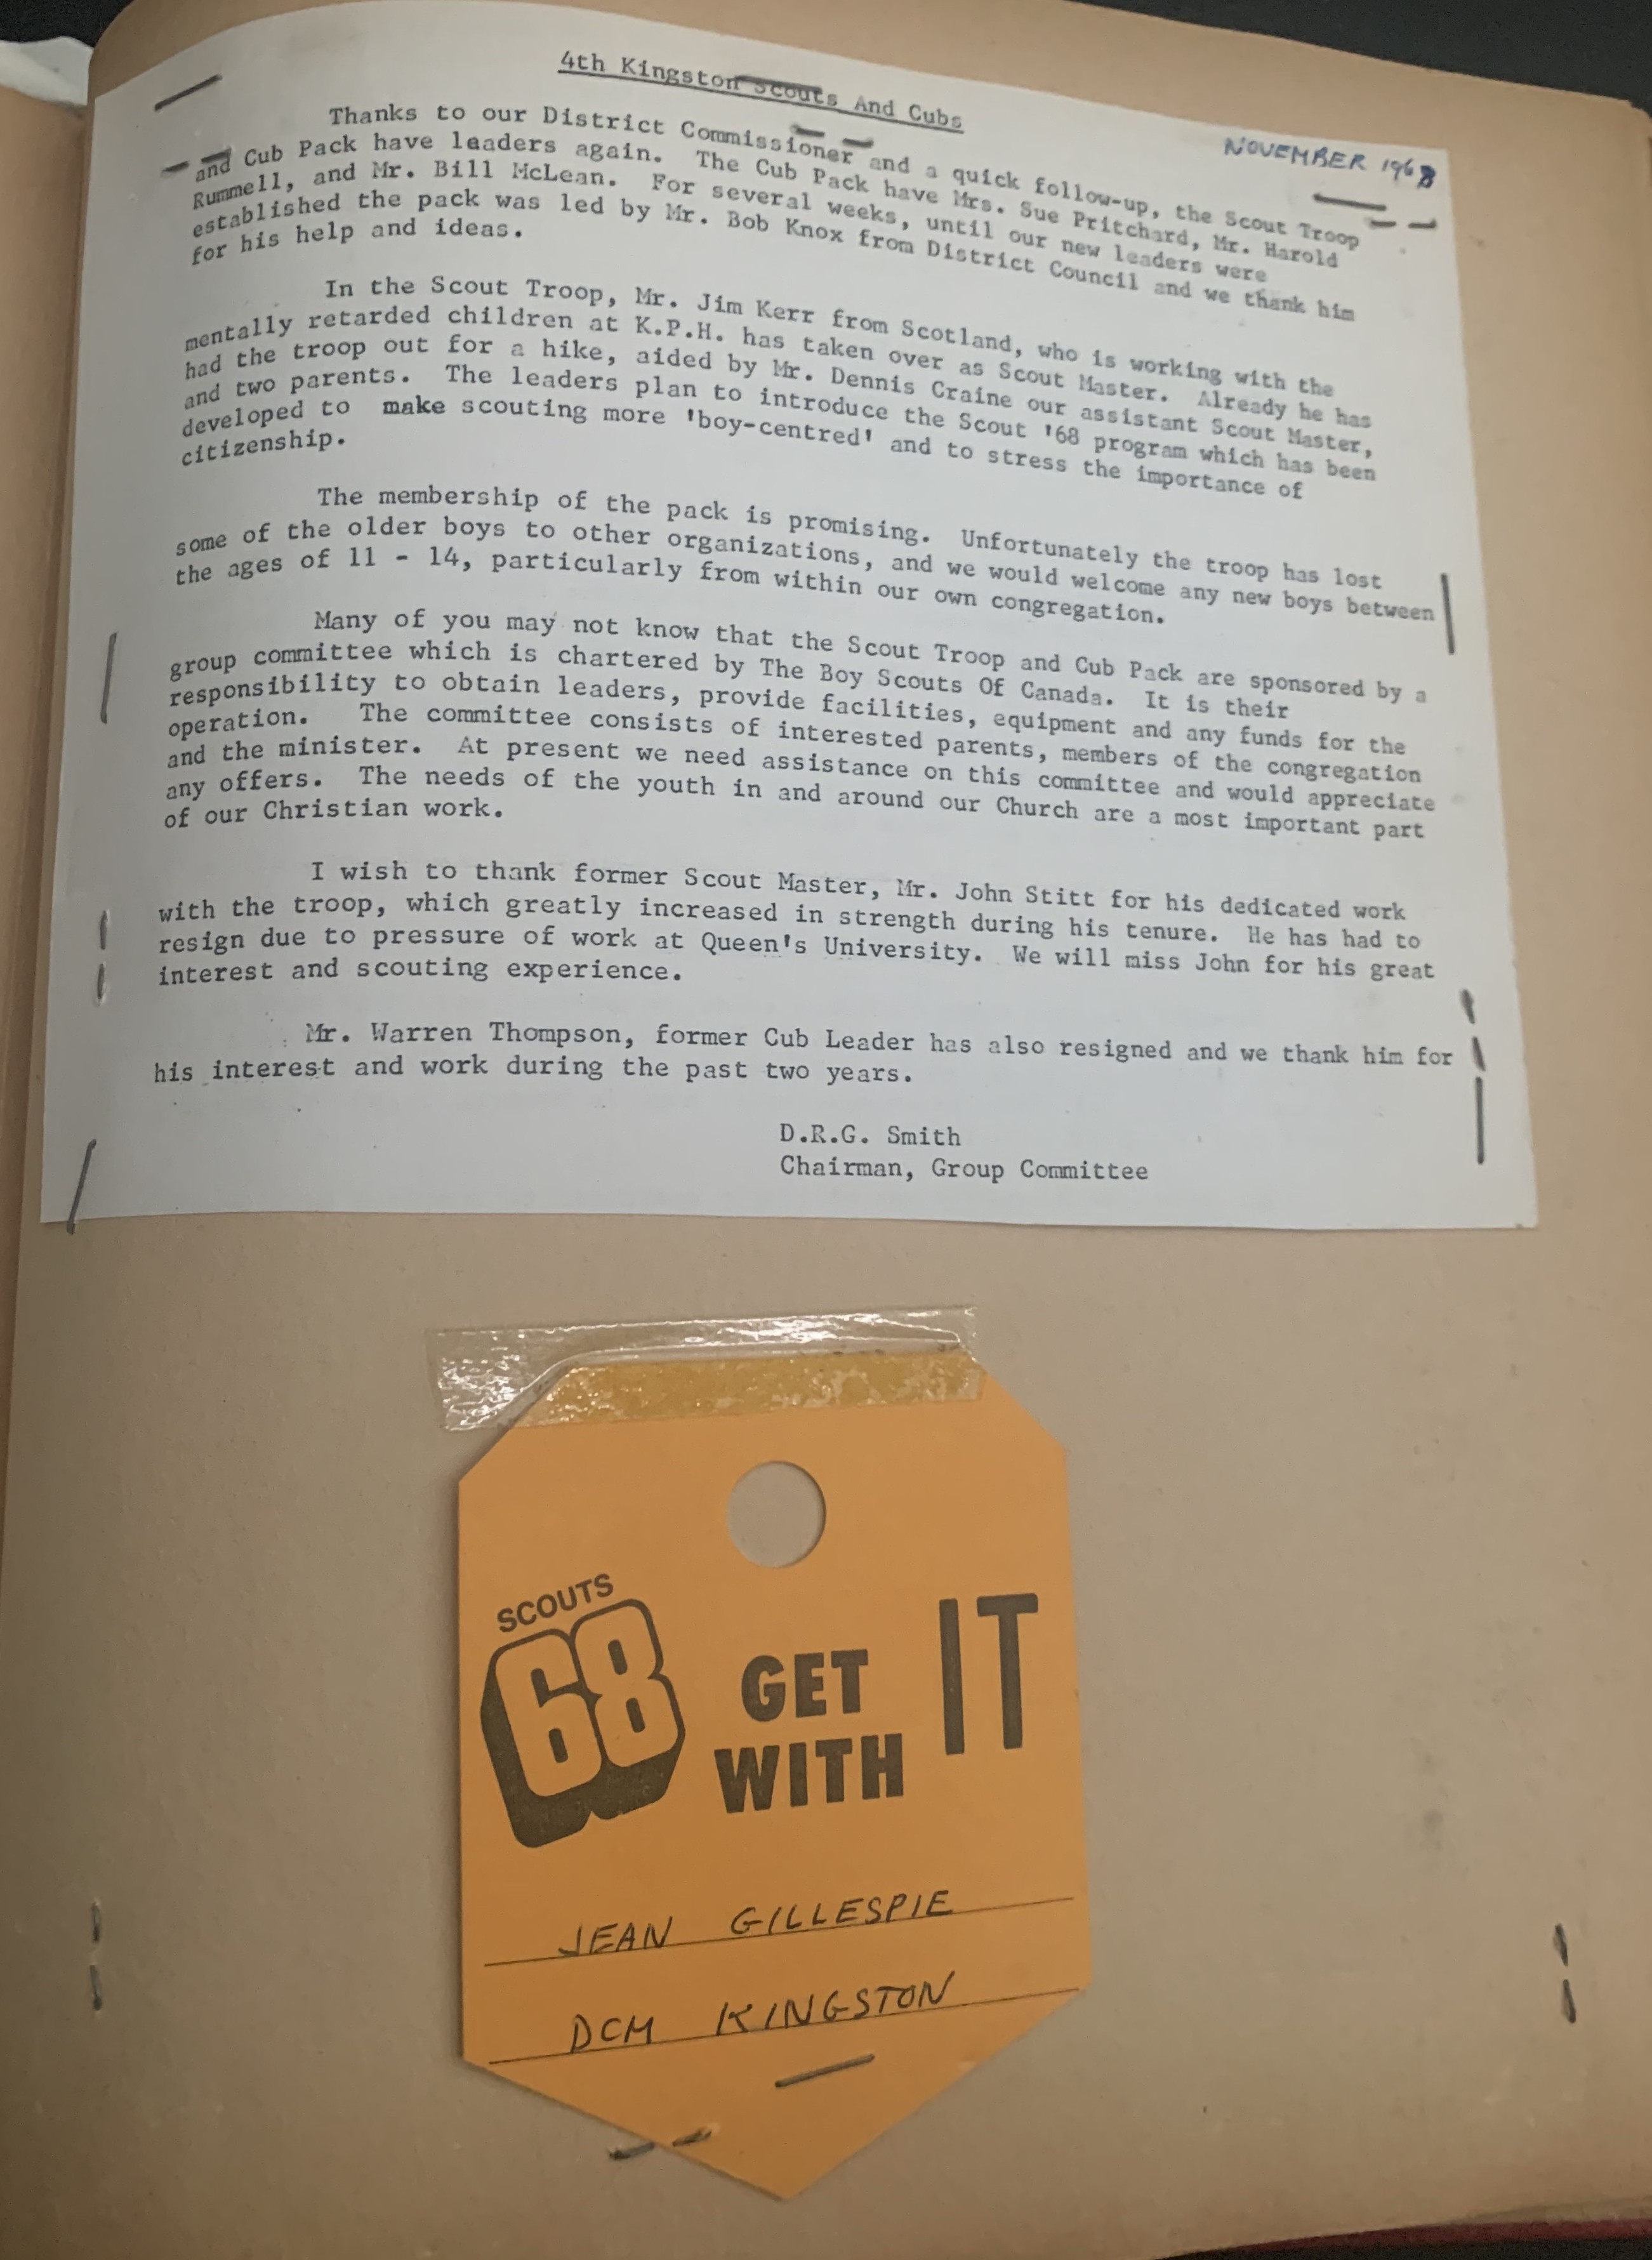 4th Kingston Scouts And Cubs
NOVEMBER 1968
Thanks to our District Commissioner and a quick follow-up, the Scout Troop
and Cub Pack have leaders again. The Cub Pack have Mrs. Sue Pritchard, Mr. Harold
Rummell, and Mr. Bill McLean. For several weeks, until our new leaders were
established the pack was led by Mr. Bob Knox from District Council and we thank him
for his help and ideas.
In the Scout Troop, Mr. Jim Kerr from Scotland, who is working with the
mentally retarded children at K.P.H. has taken over as Scout Master. Already he has
had the troop out for a hike, aided by Mr. Dennis Craine our assistant Scout Master,
and two parents. The leaders plan to introduce the Scout '68 program which has been
developed to make scouting more 'boy-centred' and to stress the importance of
citizenship.
The membership of the pack is promising. Unfortunately the troop has lost
some of the older boys to other organizations, and we would welcome any new boys between
the ages of 11 - 14, particularly from within our own congregation.
Many of you may not know that the Scout Troop and Cub Pack are sponsored by a
group committee which is chartered by The Boy Scouts Of Canada. It is their
responsibility to obtain leaders, provide facilities, equipment and any funds for the
operation. The committee consists of interested parents, members of the congregation
and the minister. At present we need assistance on this committee and would appreciate
any offers. The needs of the youth in and around our Church are a most important part
of our Christian work.
I wish to thank former Scout Master, Mr. John Stitt for his dedicated work
with the troop, which greatly increased in strength during his tenure. He has had to
resign due to pressure of work at Queen's University. We will miss John for his great
interest and scouting experience.
Mr. Warren Thompson, former Cub Leader has also resigned and we thank him for
his interest and work during the past two years.
D.R.G. Smith
Chairman, Group Committee
SCOUTS
68
GET
WITH
IT
JEAN GILLESPIE
DCM KINGSTON